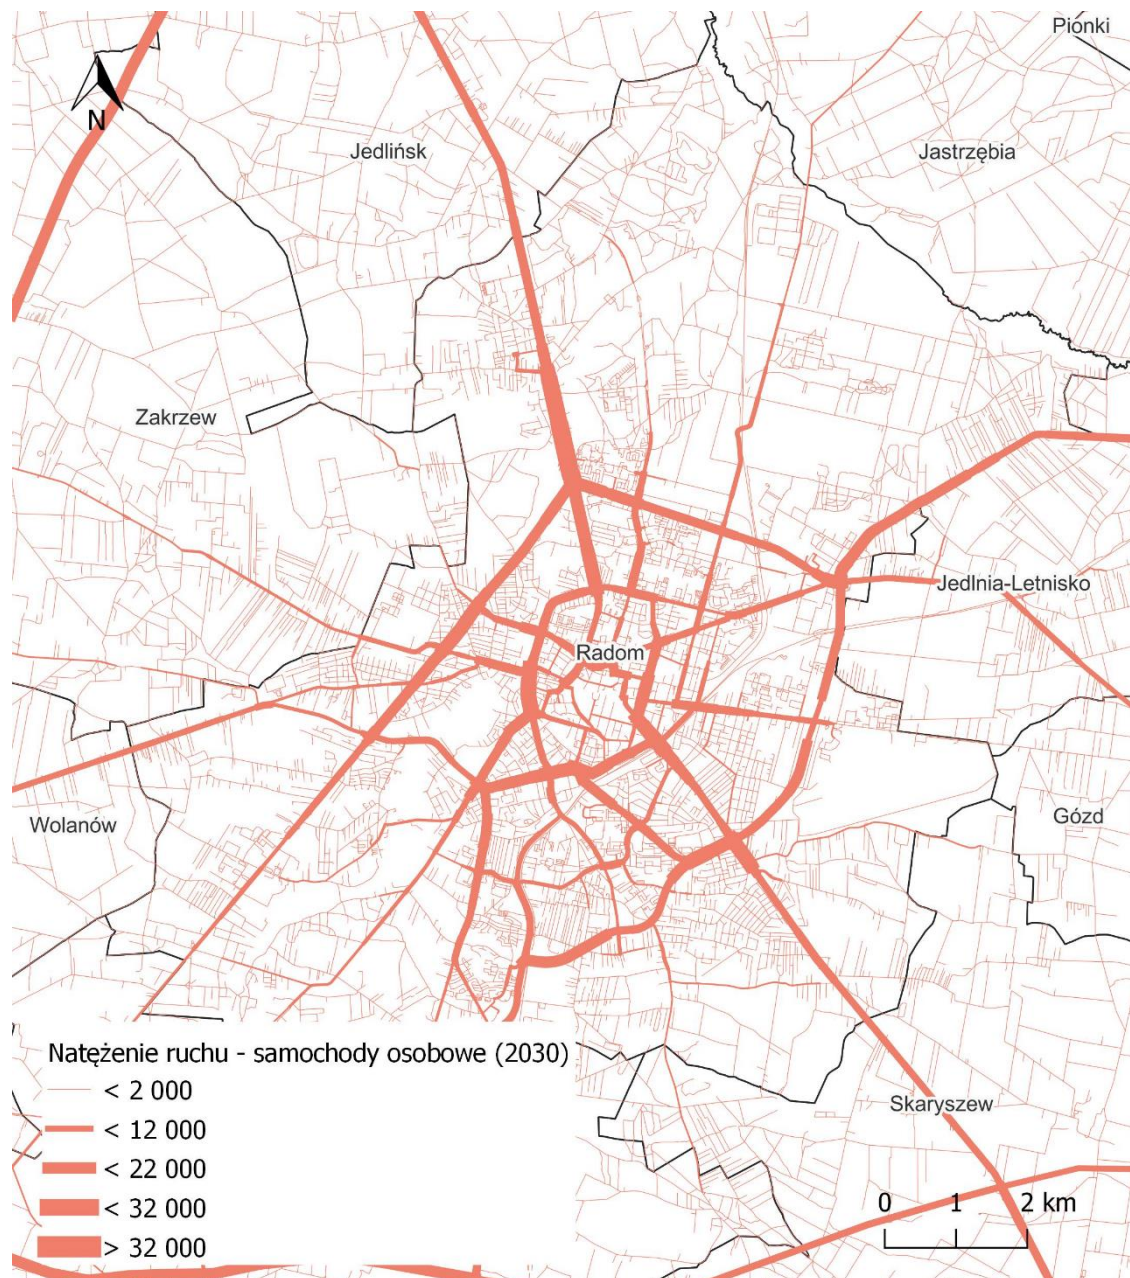 Pionki
N
Jedlińsk
Jastrzębia
Zakrzew
Jedlnia-Letnisko
Radom
Wolanów
Gózd
Natężenie ruchu - samochody osobowe (2030)
< 2 000
< 12 000
< 22 000
< 32 000
> 32 000
Skaryszew
0 1 2 km